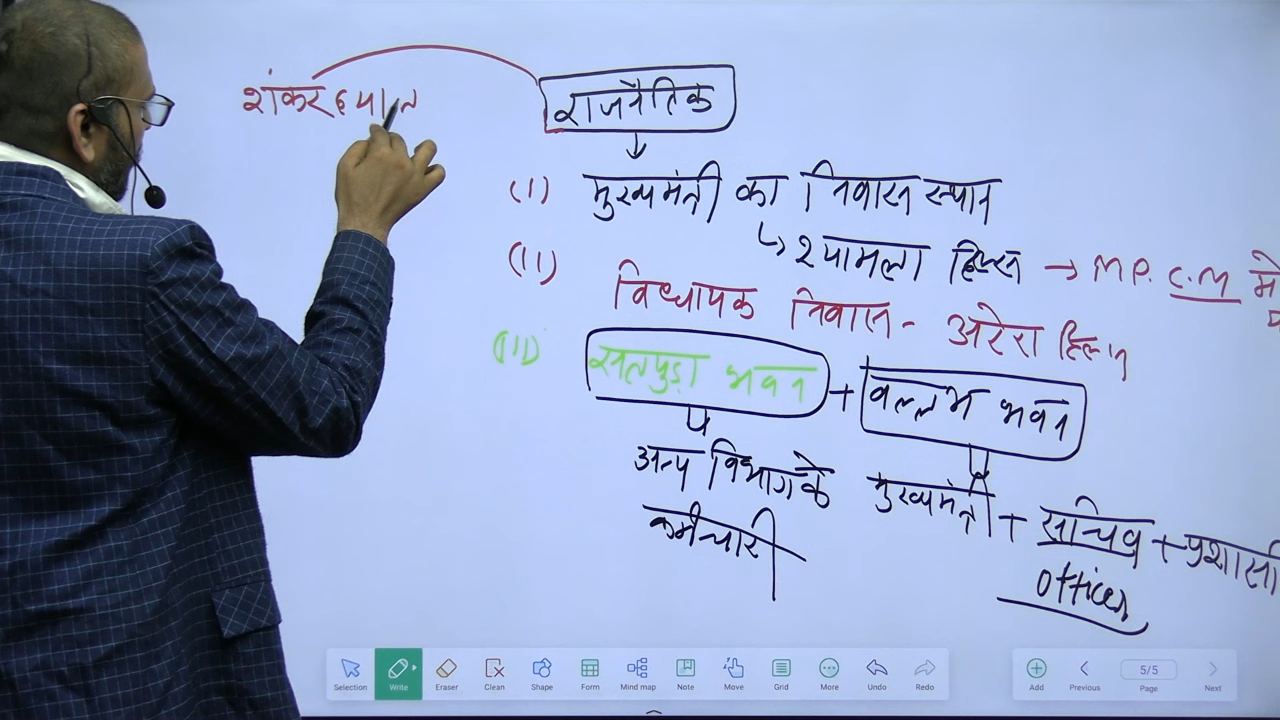 शंकर दयाल
राजनैतिक
(I) मुख्यमंत्री का निवास स्थान
↳ श्यामला हिल्स → M.P. C.M में
(II) विधायक निवास - अरेरा हिल्स
(III) सतपुड़ा भवन + वल्लभ भवन
अन्य विभाग के
कर्मचारी
मुख्यमंत्री + सचिव +
officer
Selection Write Eraser Clean Shape Form Mind map Note Move Grid More Undo Redo
Add Previous 5/5 Page Next